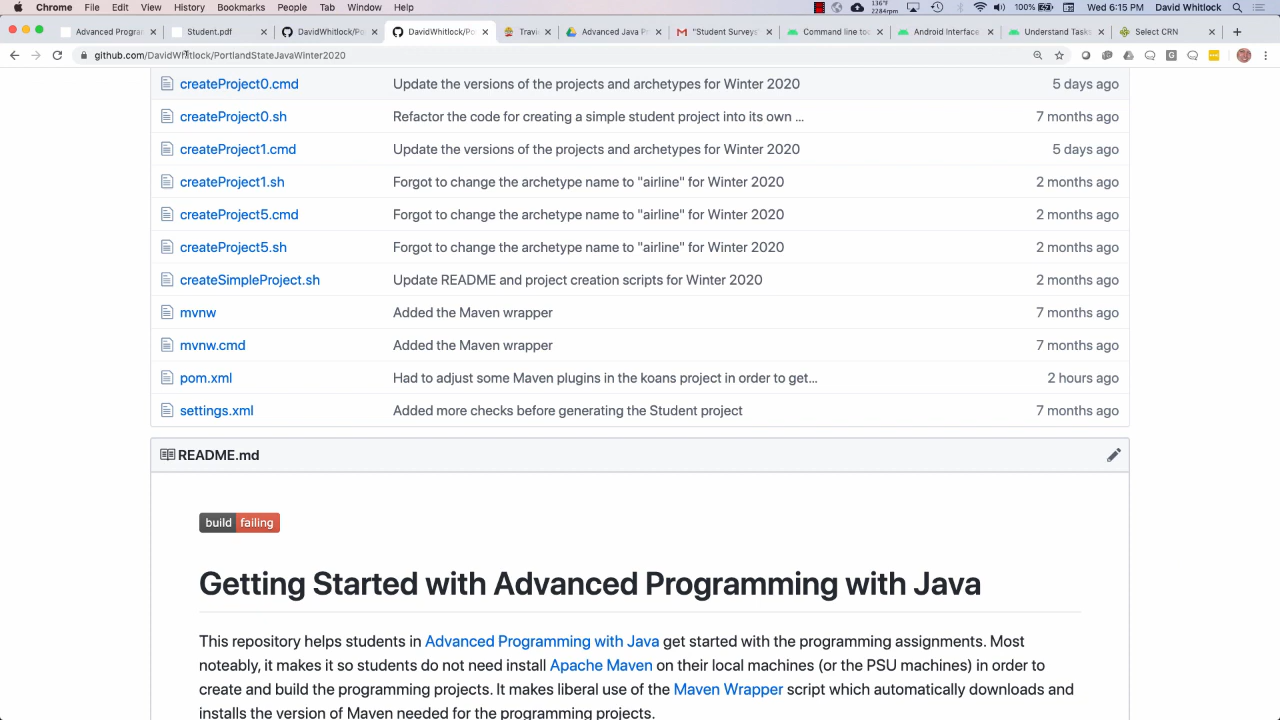 Chrome File Edit View History Bookmarks People Tab Window Help 136°F 2284rpm 100% Wed 6:15 PM David Whitlock
Advanced Progra Student.pdf DavidWhitlock/Po DavidWhitlock/Po Travis Advanced Java P "Student Surveys Command line too Android Interface Understand Tasks Select CRN
github.com/DavidWhitlock/PortlandStateJavaWinter2020
createProject0.cmd Update the versions of the projects and archetypes for Winter 2020 5 days ago
createProject0.sh Refactor the code for creating a simple student project into its own ... 7 months ago
createProject1.cmd Update the versions of the projects and archetypes for Winter 2020 5 days ago
createProject1.sh Forgot to change the archetype name to "airline" for Winter 2020 2 months ago
createProject5.cmd Forgot to change the archetype name to "airline" for Winter 2020 2 months ago
createProject5.sh Forgot to change the archetype name to "airline" for Winter 2020 2 months ago
createSimpleProject.sh Update README and project creation scripts for Winter 2020 2 months ago
mvnw Added the Maven wrapper 7 months ago
mvnw.cmd Added the Maven wrapper 7 months ago
pom.xml Had to adjust some Maven plugins in the koans project in order to get... 2 hours ago
settings.xml Added more checks before generating the Student project 7 months ago
README.md
build failing
Getting Started with Advanced Programming with Java
This repository helps students in Advanced Programming with Java get started with the programming assignments. Most
noteably, it makes it so students do not need install Apache Maven on their local machines (or the PSU machines) in order to
create and build the programming projects. It makes liberal use of the Maven Wrapper script which automatically downloads and
installs the version of Maven needed for the programming projects.